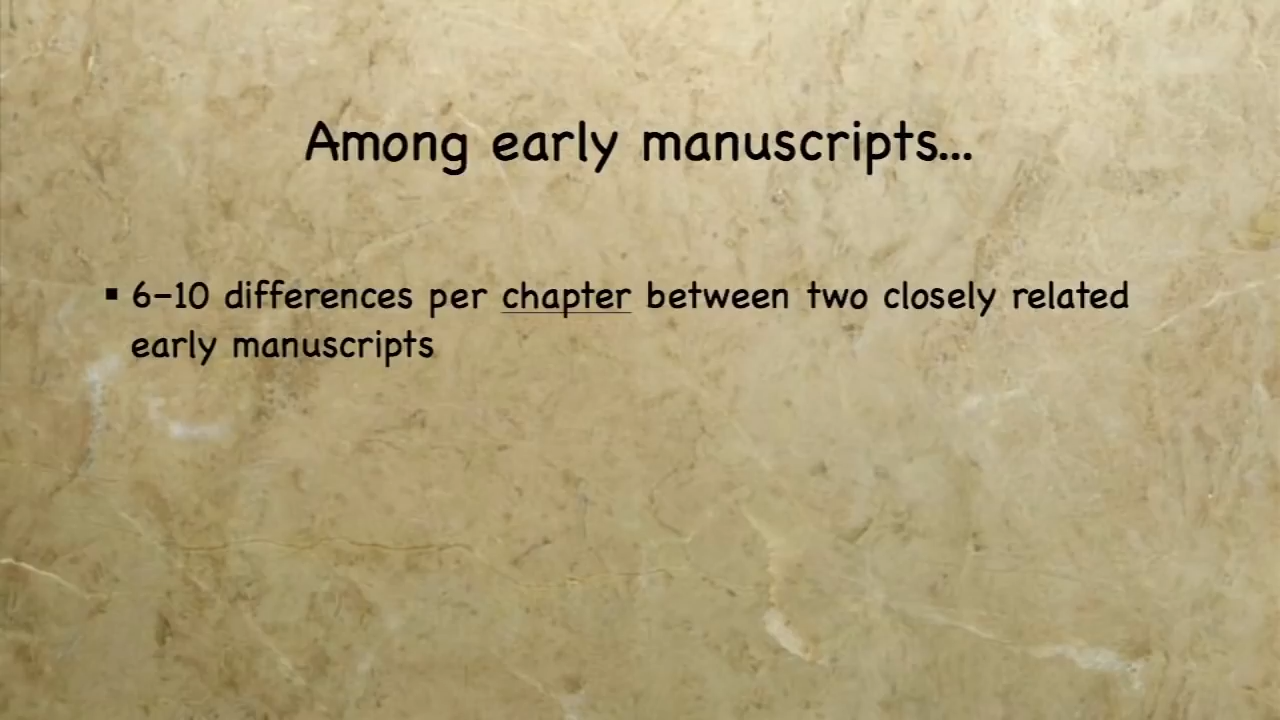 Among early manuscripts...
▪ 6–10 differences per chapter between two closely related
early manuscripts